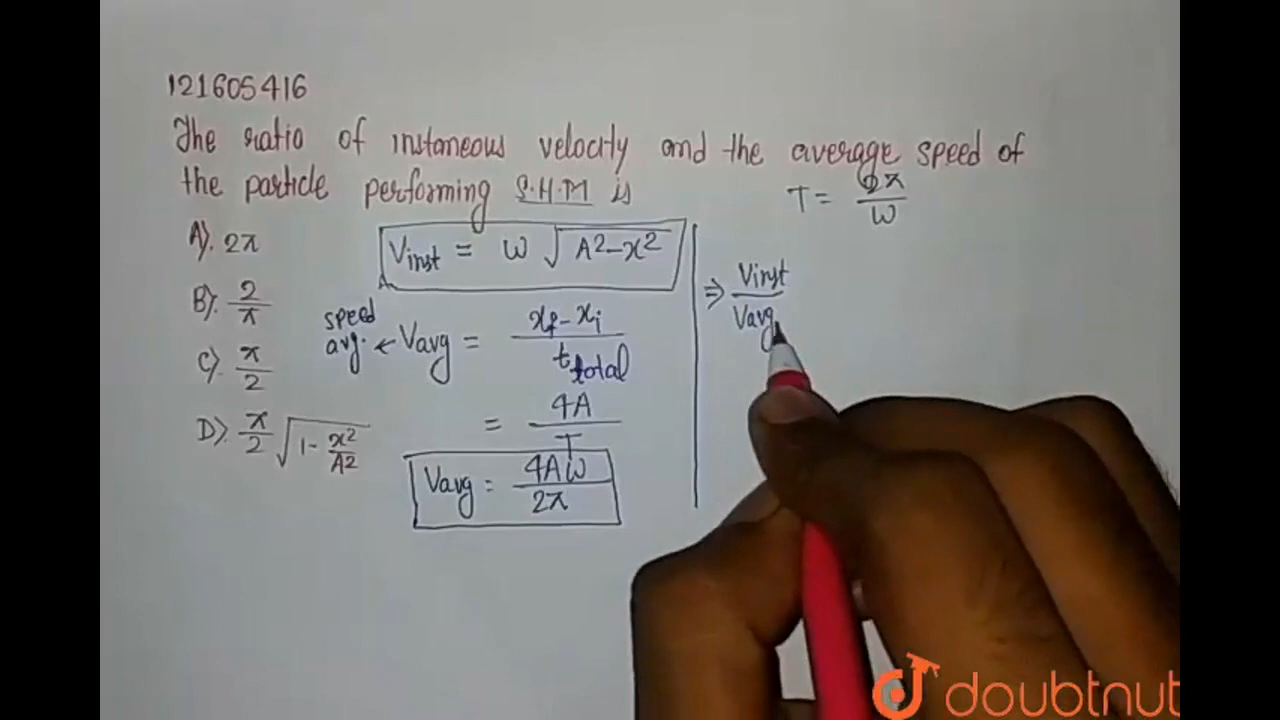 121605416
The ratio of instaneous velocity and the average speed of
the particle performing S.H.M is
T = 2π/ω
A). 2π
B). 2/π
C). π/2
D). π/2 √1 - x²/A2
Vinst = ω √A²-x²
speed avg. ← Vavg = xf - xi / t total
= 4A/T
Vavg = 4Aω/2π
⇒ Vinst/Vavg
doubtnut